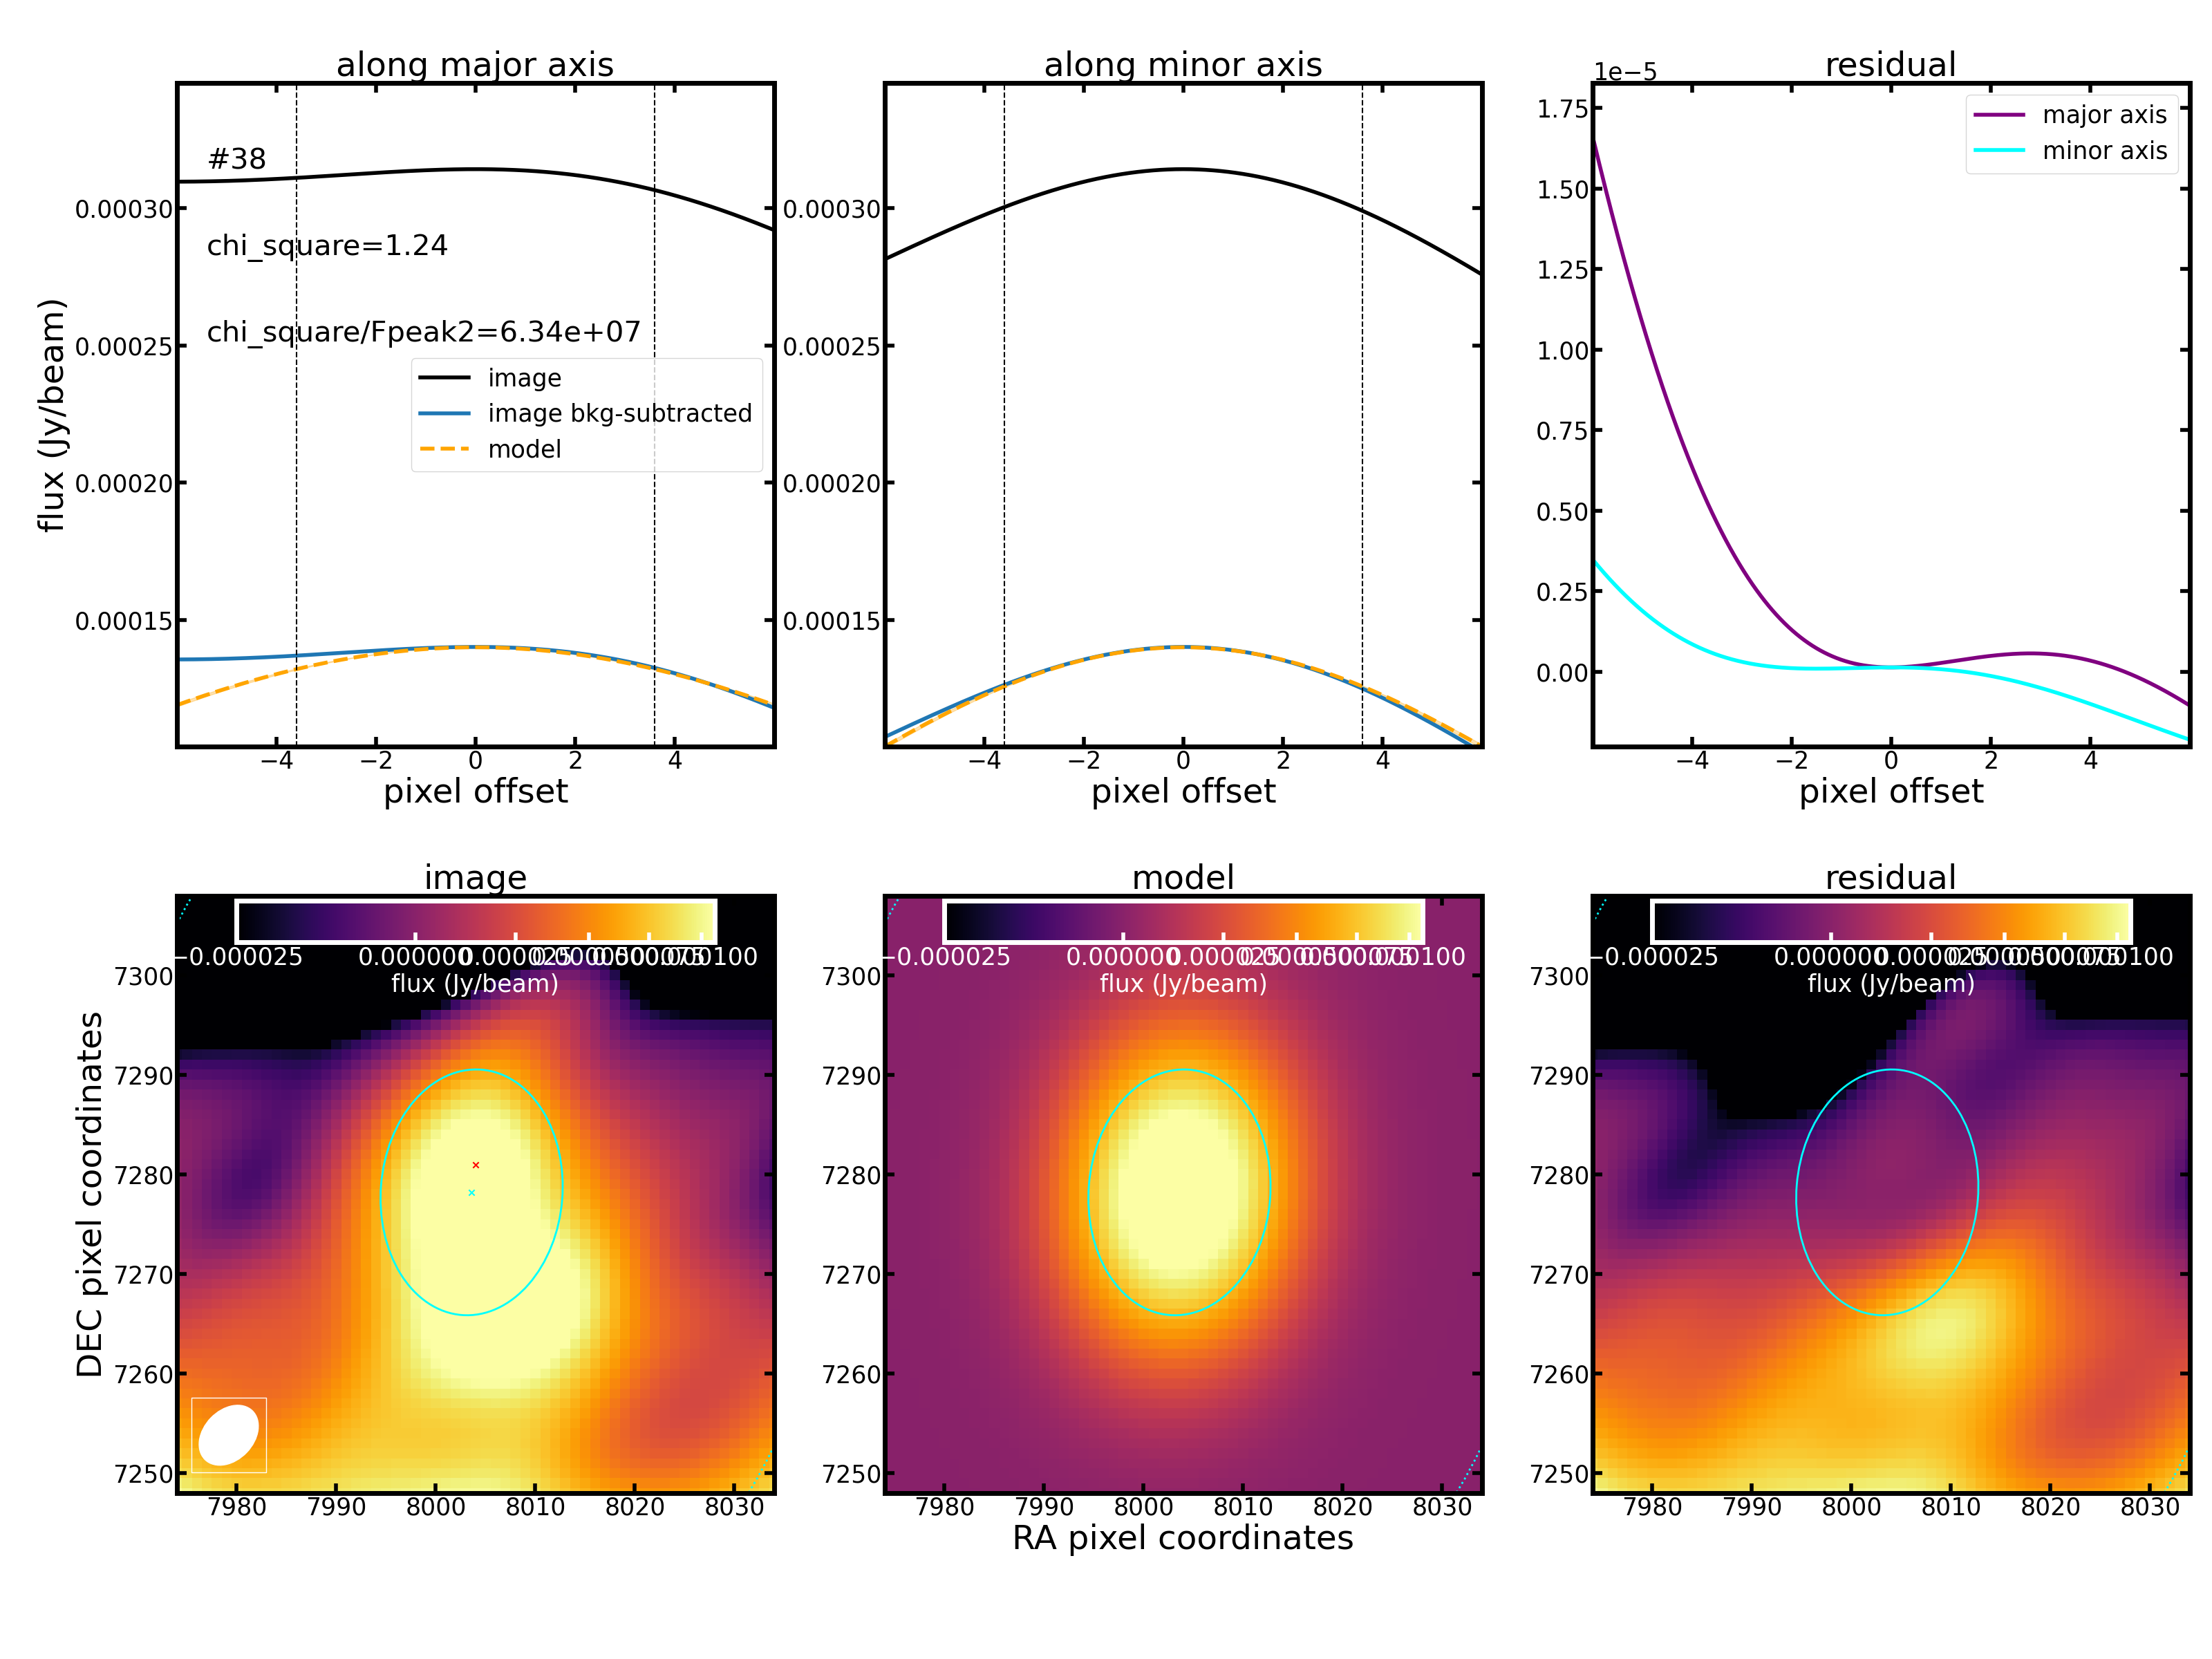 along major axis
along minor axis
residual
1e−5
#38
chi_square=1.24
chi_square/Fpeak2=6.34e+07
image
image bkg-subtracted
model
major axis
minor axis
flux (Jy/beam)
0.00030
0.00025
0.00020
0.00015
0.00030
0.00025
0.00020
0.00015
1.75
1.50
1.25
1.00
0.75
0.50
0.25
0.00
−4 −2 0 2 4
−4 −2 0 2 4
−4 −2 0 2 4
pixel offset
pixel offset
pixel offset
image
model
residual
−0.000025 0.000000
flux (Jy/beam)
−0.000025 0.000000
flux (Jy/beam)
−0.000025 0.000000
flux (Jy/beam)
DEC pixel coordinates
7300
7290
7280
7270
7260
7250
7300
7290
7280
7270
7260
7250
7300
7290
7280
7270
7260
7250
7980 7990 8000 8010 8020 8030
7980 7990 8000 8010 8020 8030
7980 7990 8000 8010 8020 8030
RA pixel coordinates